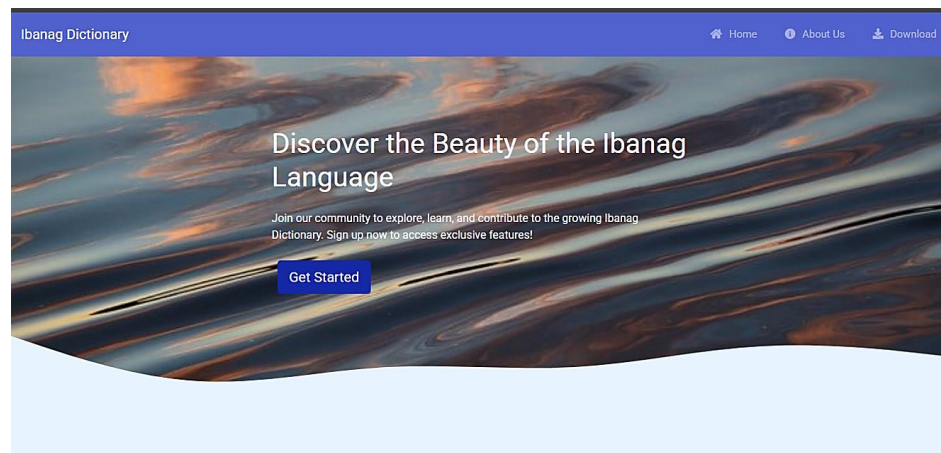 Ibanag Dictionary
Home
About Us
Download
Discover the Beauty of the Ibanag
Language
Join our community to explore, learn, and contribute to the growing Ibanag
Dictionary. Sign up now to access exclusive features!
Get Started